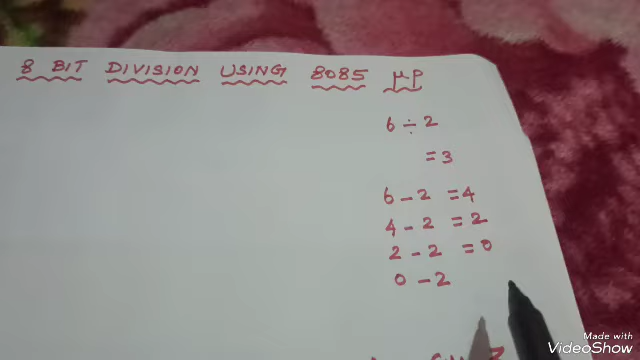 8 BIT DIVISION USING 8085 μP
6 ÷ 2
= 3
6 - 2 = 4
4 - 2 = 2
2 - 2 = 0
0 - 2
Made with
VideoShow